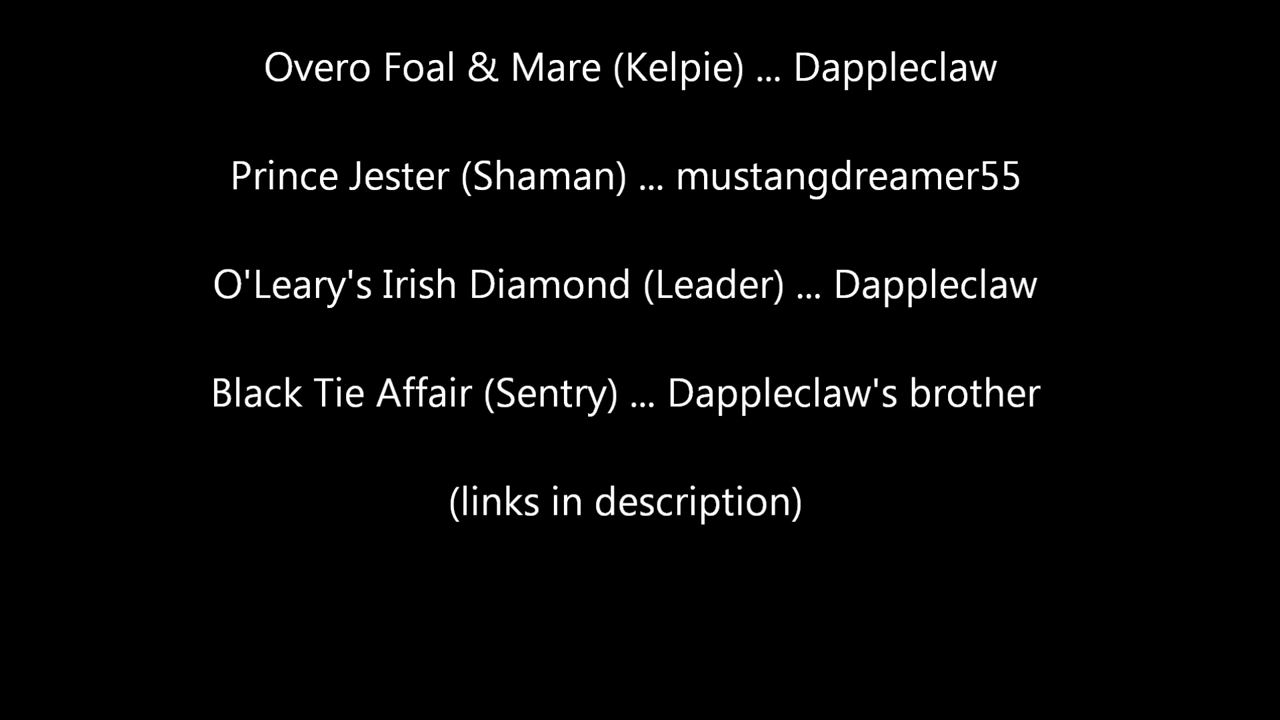 Overo Foal & Mare (Kelpie) ... Dappleclaw
Prince Jester (Shaman) ... mustangdreamer55
O'Leary's Irish Diamond (Leader) ... Dappleclaw
Black Tie Affair (Sentry) ... Dappleclaw's brother
(links in description)